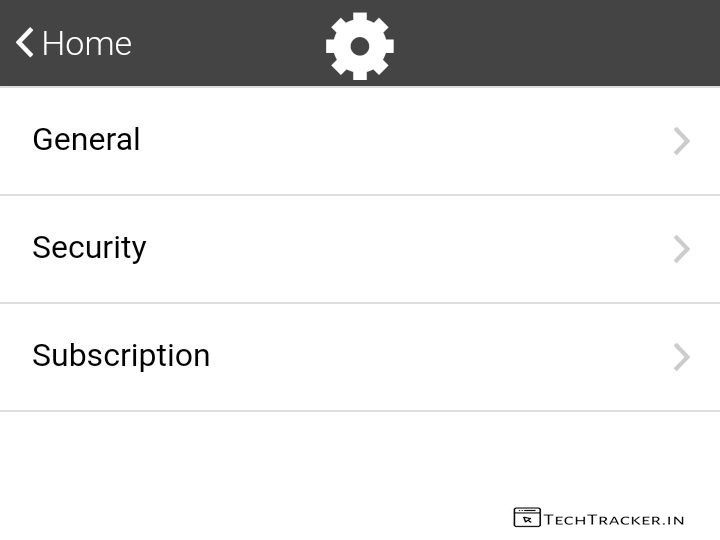 Home
General
Security
Subscription
TECHTRACKER.IN